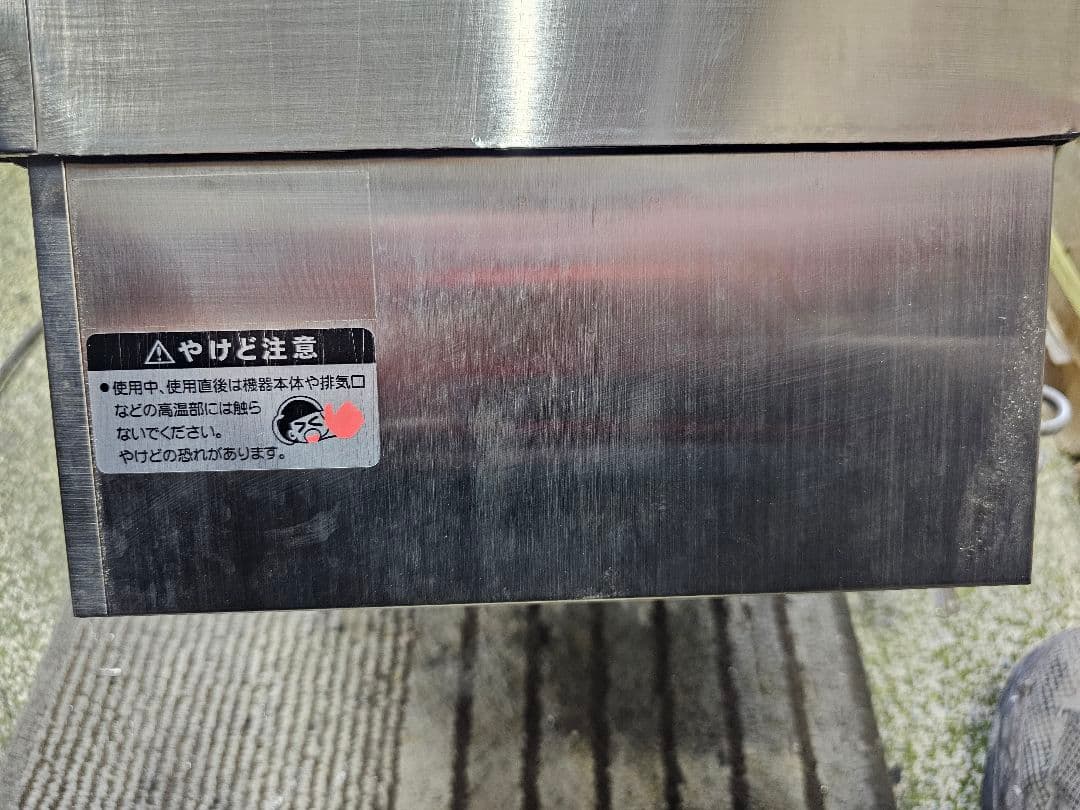 ⚠やけど注意
●使用中、使用直後は機器本体や排気口
などの高温部には触ら
ないでください。
やけどの恐れがあります。